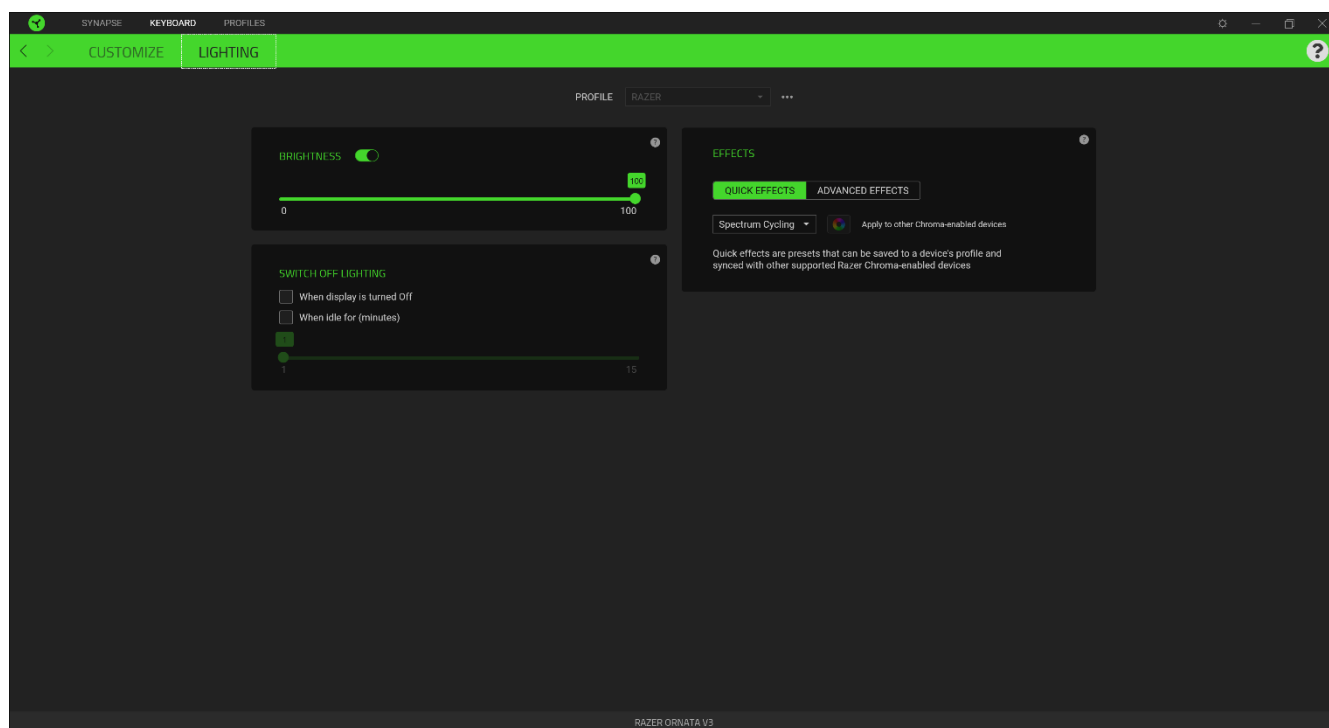 SYNAPSE KEYBOARD PROFILES
CUSTOMIZE LIGHTING
?
PROFILE RAZER
BRIGHTNESS
?
100
0 100
SWITCH OFF LIGHTING
?
When display is turned Off
When idle for (minutes)
1
1 15
EFFECTS
?
QUICK EFFECTS ADVANCED EFFECTS
Spectrum Cycling Apply to other Chroma-enabled devices
Quick effects are presets that can be saved to a device's profile and
synced with other supported Razer Chroma-enabled devices
RAZER ORNATA V3